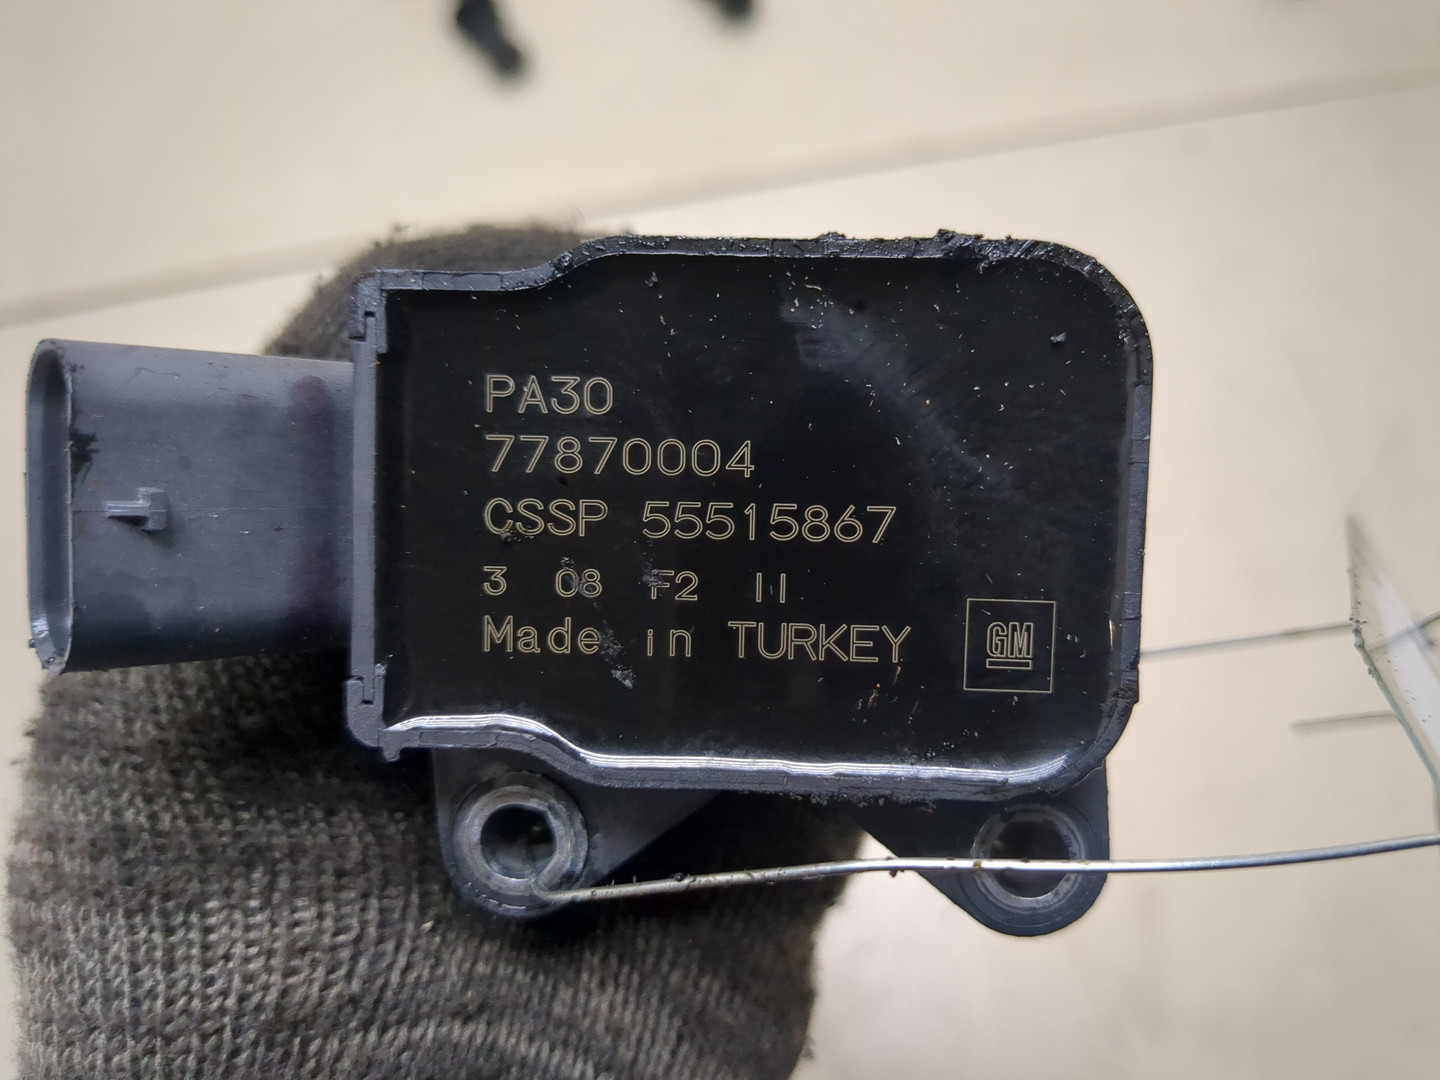 PA30
77870004
CSSP 55515867
3 08 F2 11
Made in TURKEY
GM